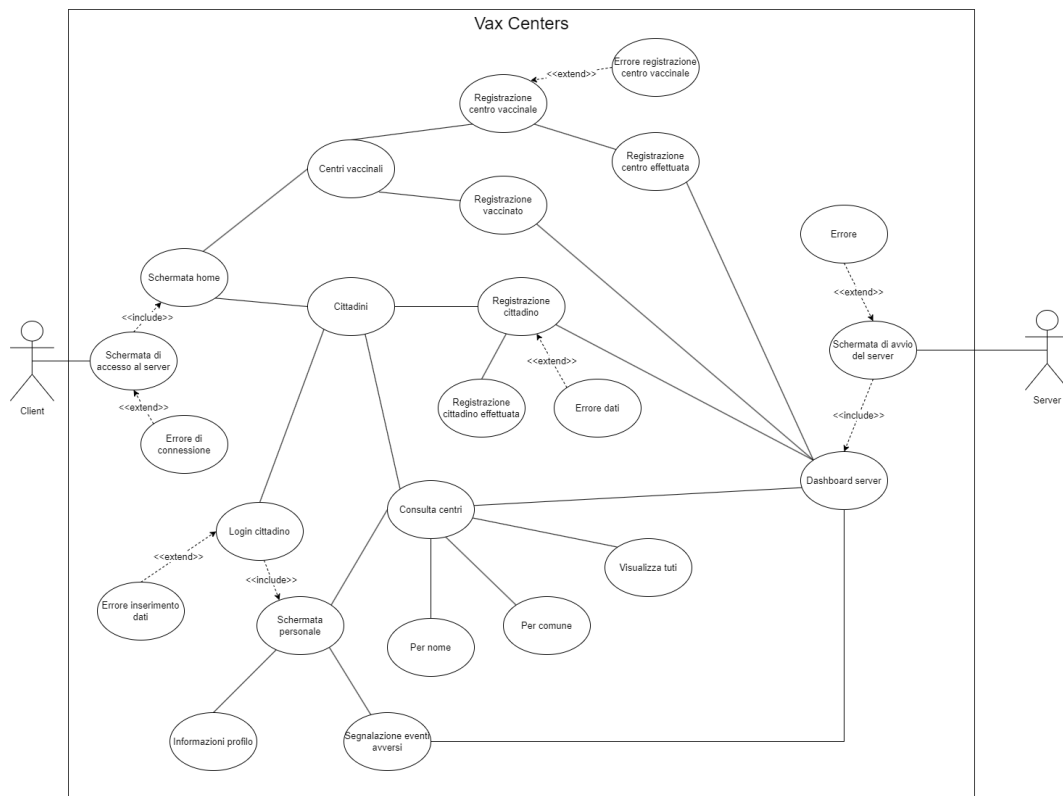 Vax Centers
Errore registrazione
centro vaccinale
<<extend>>
Registrazione
centro vaccinale
Centri vaccinali
Registrazione
centro effettuata
Registrazione
vaccinato
Errore
Schermata home
<<extend>>
Cittadini
Registrazione
cittadino
<<include>>
Schermata di
accesso al server
Schermata di avvio
del server
Client
Server
<<extend>>
<<extend>>
Registrazione
cittadino effettuata
Errore dati
<<include>>
Errore di
connessione
Dashboard server
Consulta centri
Login cittadino
<<extend>>
Visualizza tuti
<<include>>
Errore inserimento
dati
Schermata
personale
Per comune
Per nome
Informazioni profilo
Segnalazione eventi
avversi